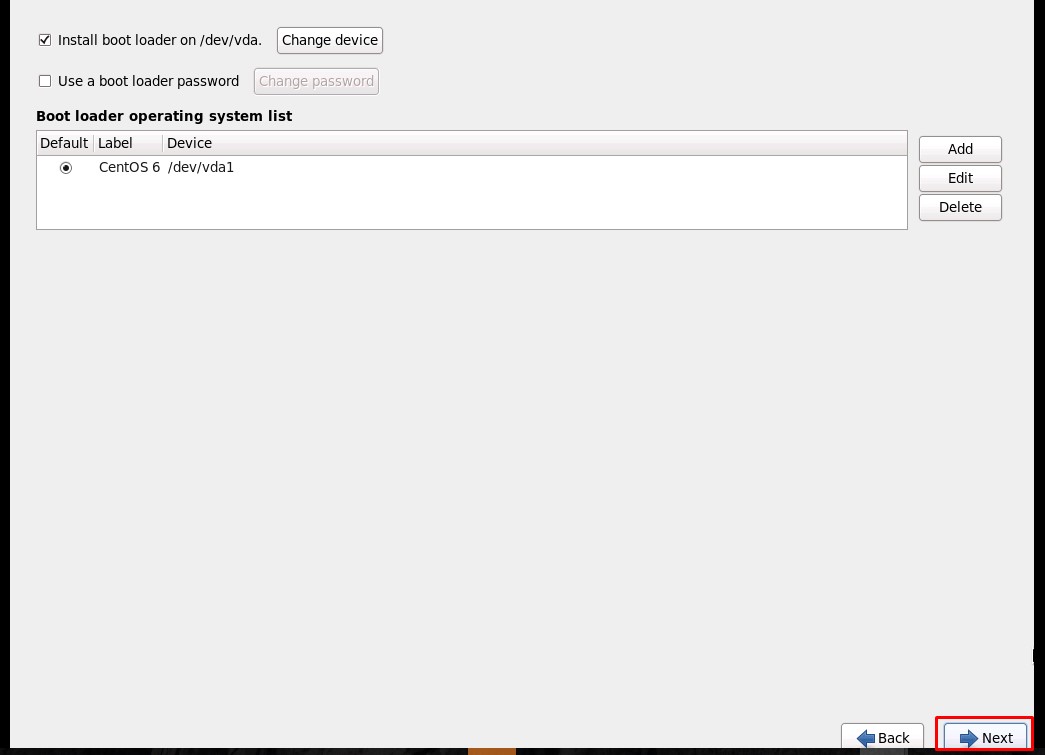 Install boot loader on /dev/vda. Change device
Use a boot loader password Change password
Boot loader operating system list
Default Label Device
CentOS 6 /dev/vda1
Add
Edit
Delete
Back Next